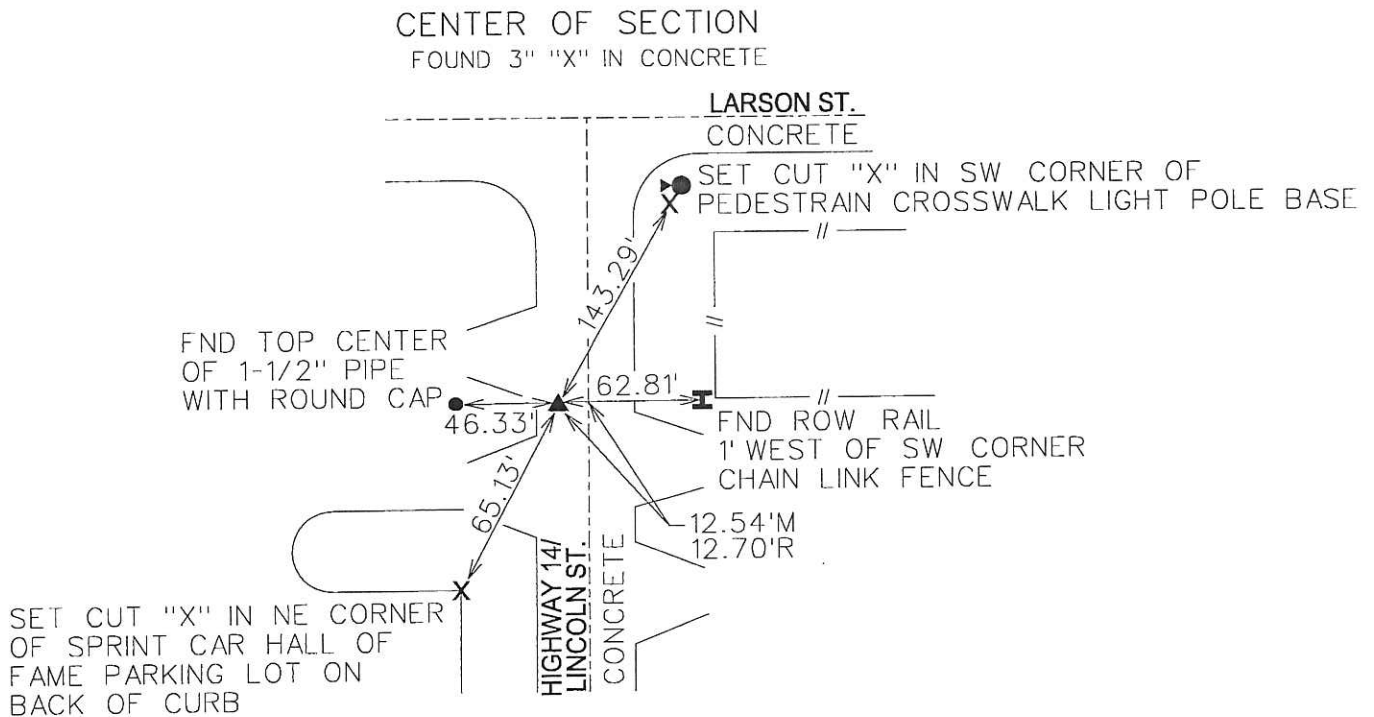 CENTER OF SECTION
FOUND 3" "X" IN CONCRETE
LARSON ST.
CONCRETE
SET CUT "X" IN SW CORNER OF
PEDESTRAIN CROSSWALK LIGHT POLE BASE
143.29'
FND TOP CENTER
OF 1-1/2" PIPE
WITH ROUND CAP
46.33'
62.81'
FND ROW RAIL
1' WEST OF SW CORNER
CHAIN LINK FENCE
65.13'
12.54'M
12.70'R
HIGHWAY 14/
LINCOLN ST.
CONCRETE
SET CUT "X" IN NE CORNER
OF SPRINT CAR HALL OF
FAME PARKING LOT ON
BACK OF CURB